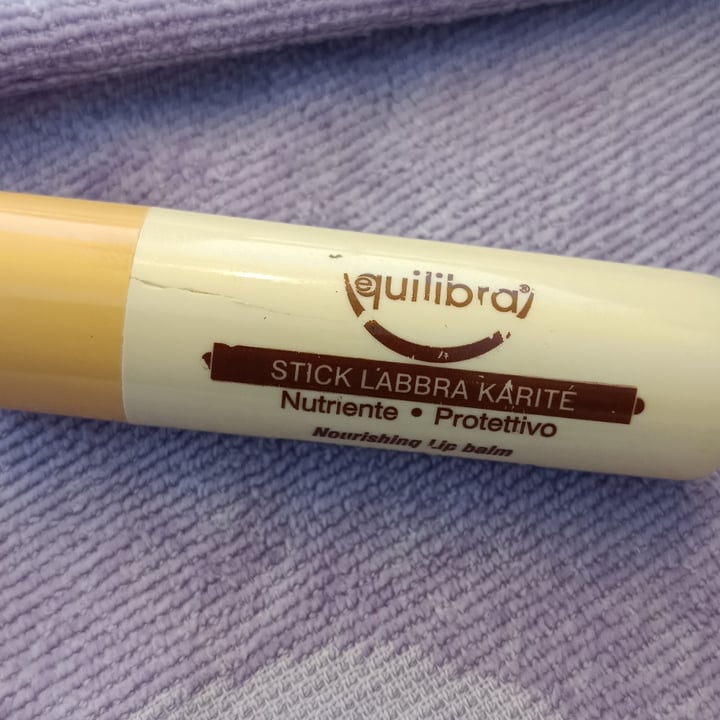 equilibra®
STICK LABBRA KARITÉ
Nutriente • Protettivo
Nourishing Lip balm